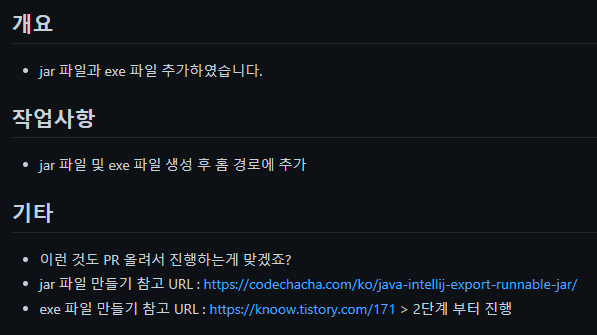 개요
jar 파일과 exe 파일 추가하였습니다.
작업사항
jar 파일 및 exe 파일 생성 후 홈 경로에 추가
기타
이런 것도 PR 올려서 진행하는게 맞겠죠?
jar 파일 만들기 참고 URL : https://codechacha.com/ko/java-intellij-export-runnable-jar/
exe 파일 만들기 참고 URL : https://knoow.tistory.com/171 > 2단계 부터 진행